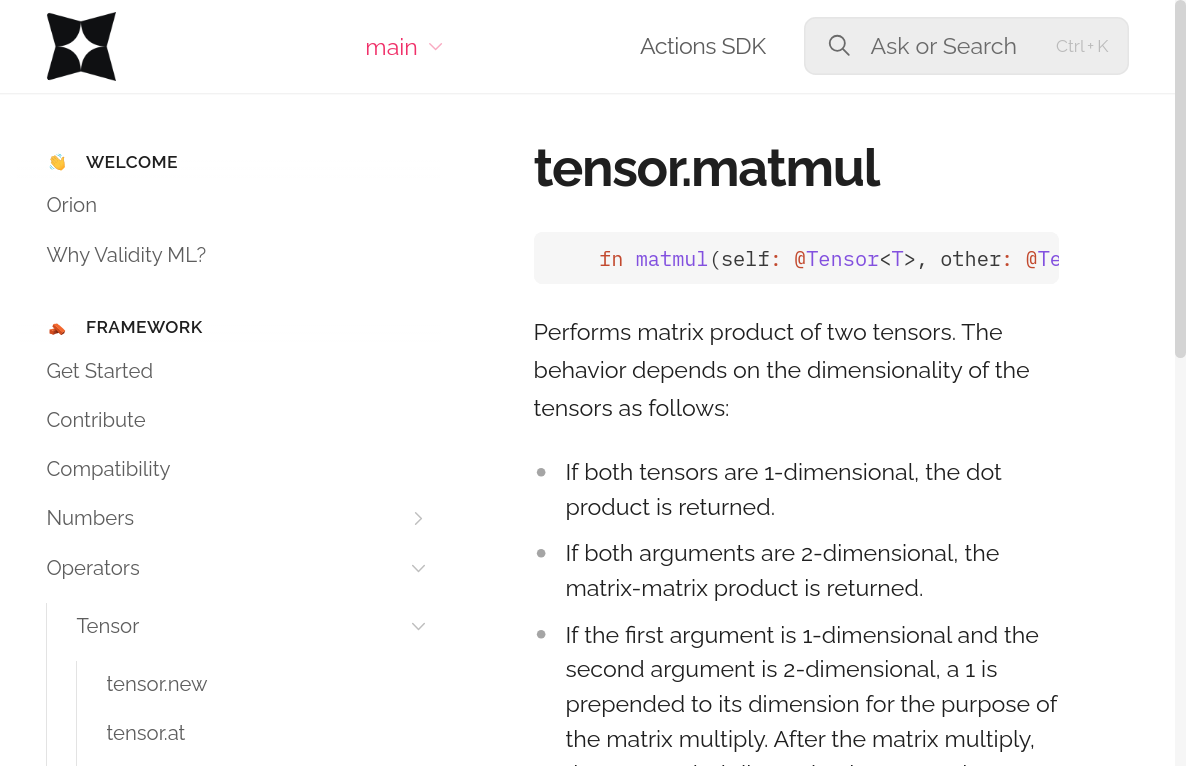 main
Actions SDK
Ask or Search
Ctrl+K
👋 WELCOME
Orion
Why Validity ML?
🧱 FRAMEWORK
Get Started
Contribute
Compatibility
Numbers
Operators
Tensor
tensor.new
tensor.at
tensor.matmul
fn matmul(self: @Tensor<T>, other: @Te
Performs matrix product of two tensors. The
behavior depends on the dimensionality of the
tensors as follows:
If both tensors are 1-dimensional, the dot
product is returned.
If both arguments are 2-dimensional, the
matrix-matrix product is returned.
If the first argument is 1-dimensional and the
second argument is 2-dimensional, a 1 is
prepended to its dimension for the purpose of
the matrix multiply. After the matrix multiply,